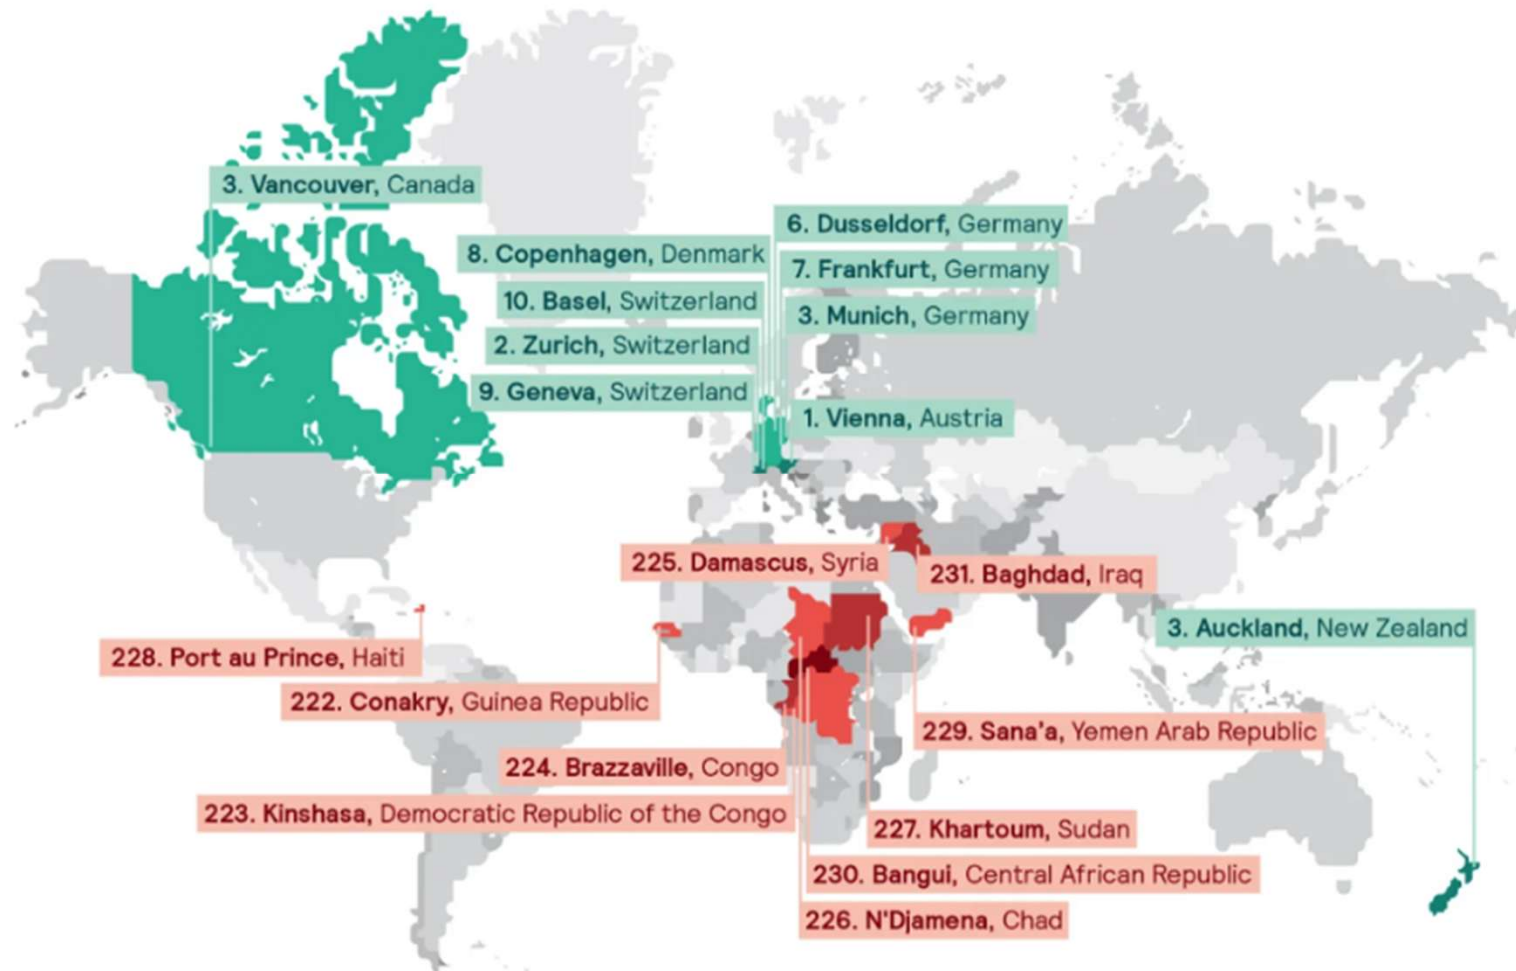 3. Vancouver, Canada
6. Dusseldorf, Germany
8. Copenhagen, Denmark
7. Frankfurt, Germany
10. Basel, Switzerland
3. Munich, Germany
2. Zurich, Switzerland
9. Geneva, Switzerland
1. Vienna, Austria
225. Damascus, Syria
231. Baghdad, Iraq
3. Auckland, New Zealand
228. Port au Prince, Haiti
222. Conakry, Guinea Republic
229. Sana'a, Yemen Arab Republic
224. Brazzaville, Congo
223. Kinshasa, Democratic Republic of the Congo
227. Khartoum, Sudan
230. Bangui, Central African Republic
226. N'Djamena, Chad